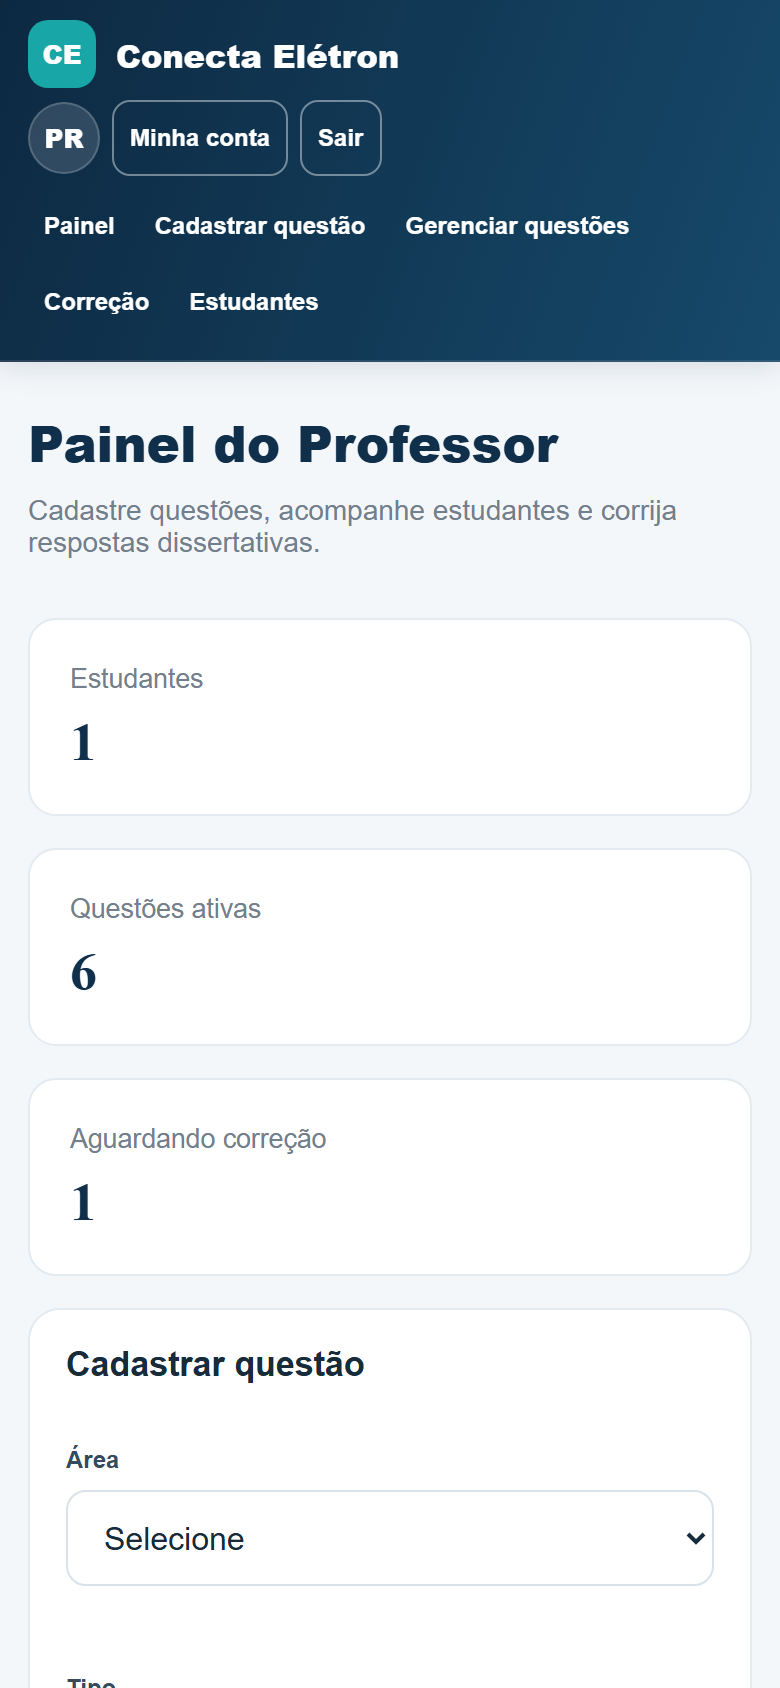 CE
Conecta Elétron
PR
Minha conta
Sair
Painel
Cadastrar questão
Gerenciar questões
Correção
Estudantes
Painel do Professor
Cadastre questões, acompanhe estudantes e corrija
respostas dissertativas.
Estudantes
1
Questões ativas
6
Aguardando correção
1
Cadastrar questão
Área
Selecione
Tipo